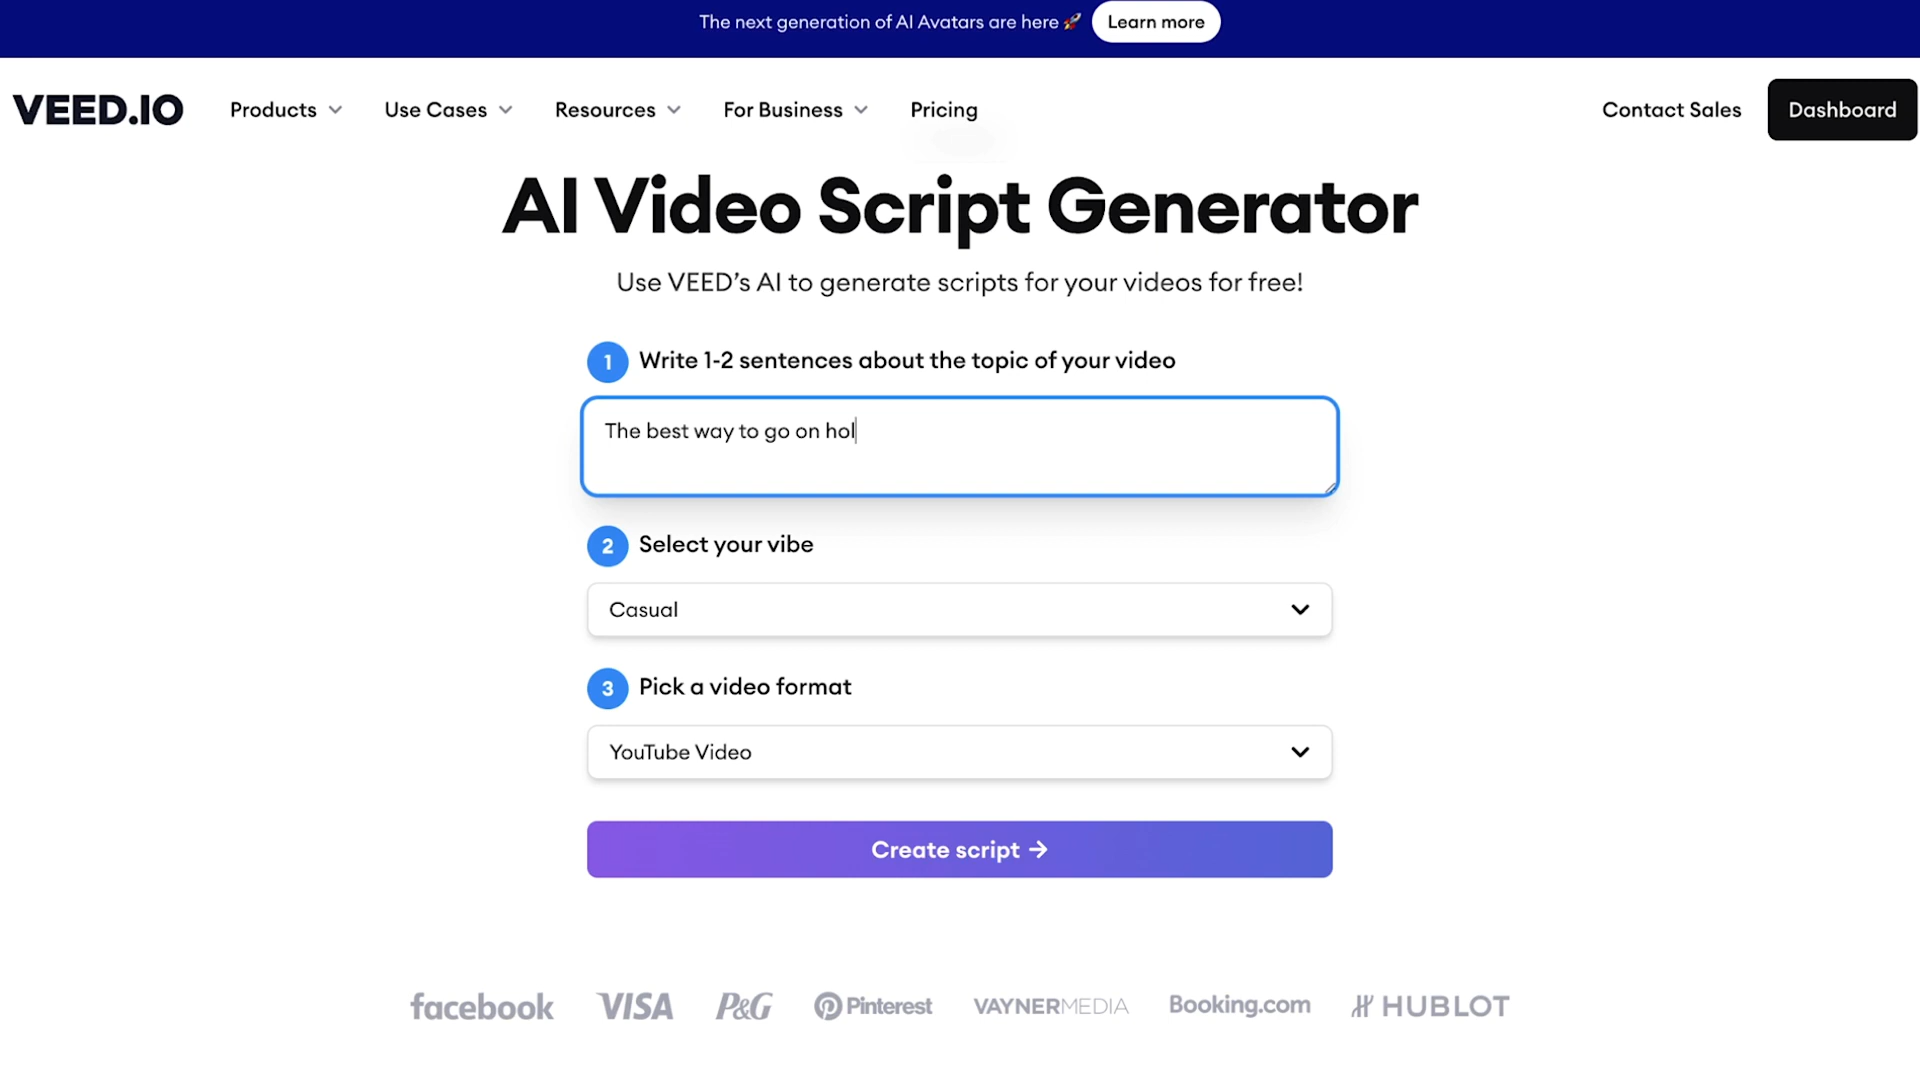 The next generation of AI Avatars are here 🚀 Learn more
VEED.IO Products Use Cases Resources For Business Pricing Contact Sales Dashboard
AI Video Script Generator
Use VEED's AI to generate scripts for your videos for free!
1 Write 1-2 sentences about the topic of your video
The best way to go on hol
2 Select your vibe
Casual
3 Pick a video format
YouTube Video
Create script →
facebook VISA P&G Pinterest VAYNERMEDIA Booking.com HUBLOT